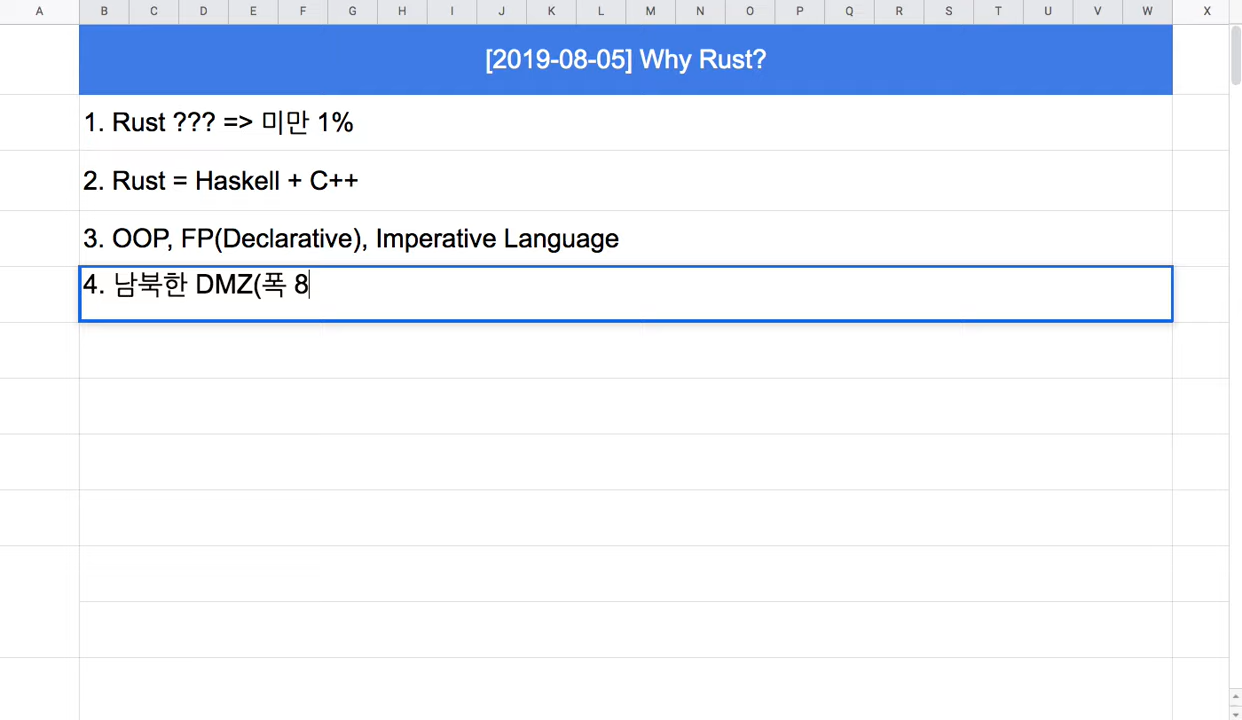 A B C D E F G H I J K L M N O P Q R S T U V W X
[2019-08-05] Why Rust?
1. Rust ??? => 미만 1%
2. Rust = Haskell + C++
3. OOP, FP(Declarative), Imperative Language
4. 남북한 DMZ(폭 8